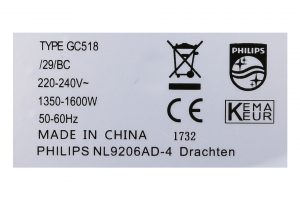 TYPE GC518
/29/BC
220-240V~
1350-1600W
50-60Hz
PHILIPS
CE
KEMA
KEUR
MADE IN CHINA 1732
PHILIPS NL9206AD-4 Drachten